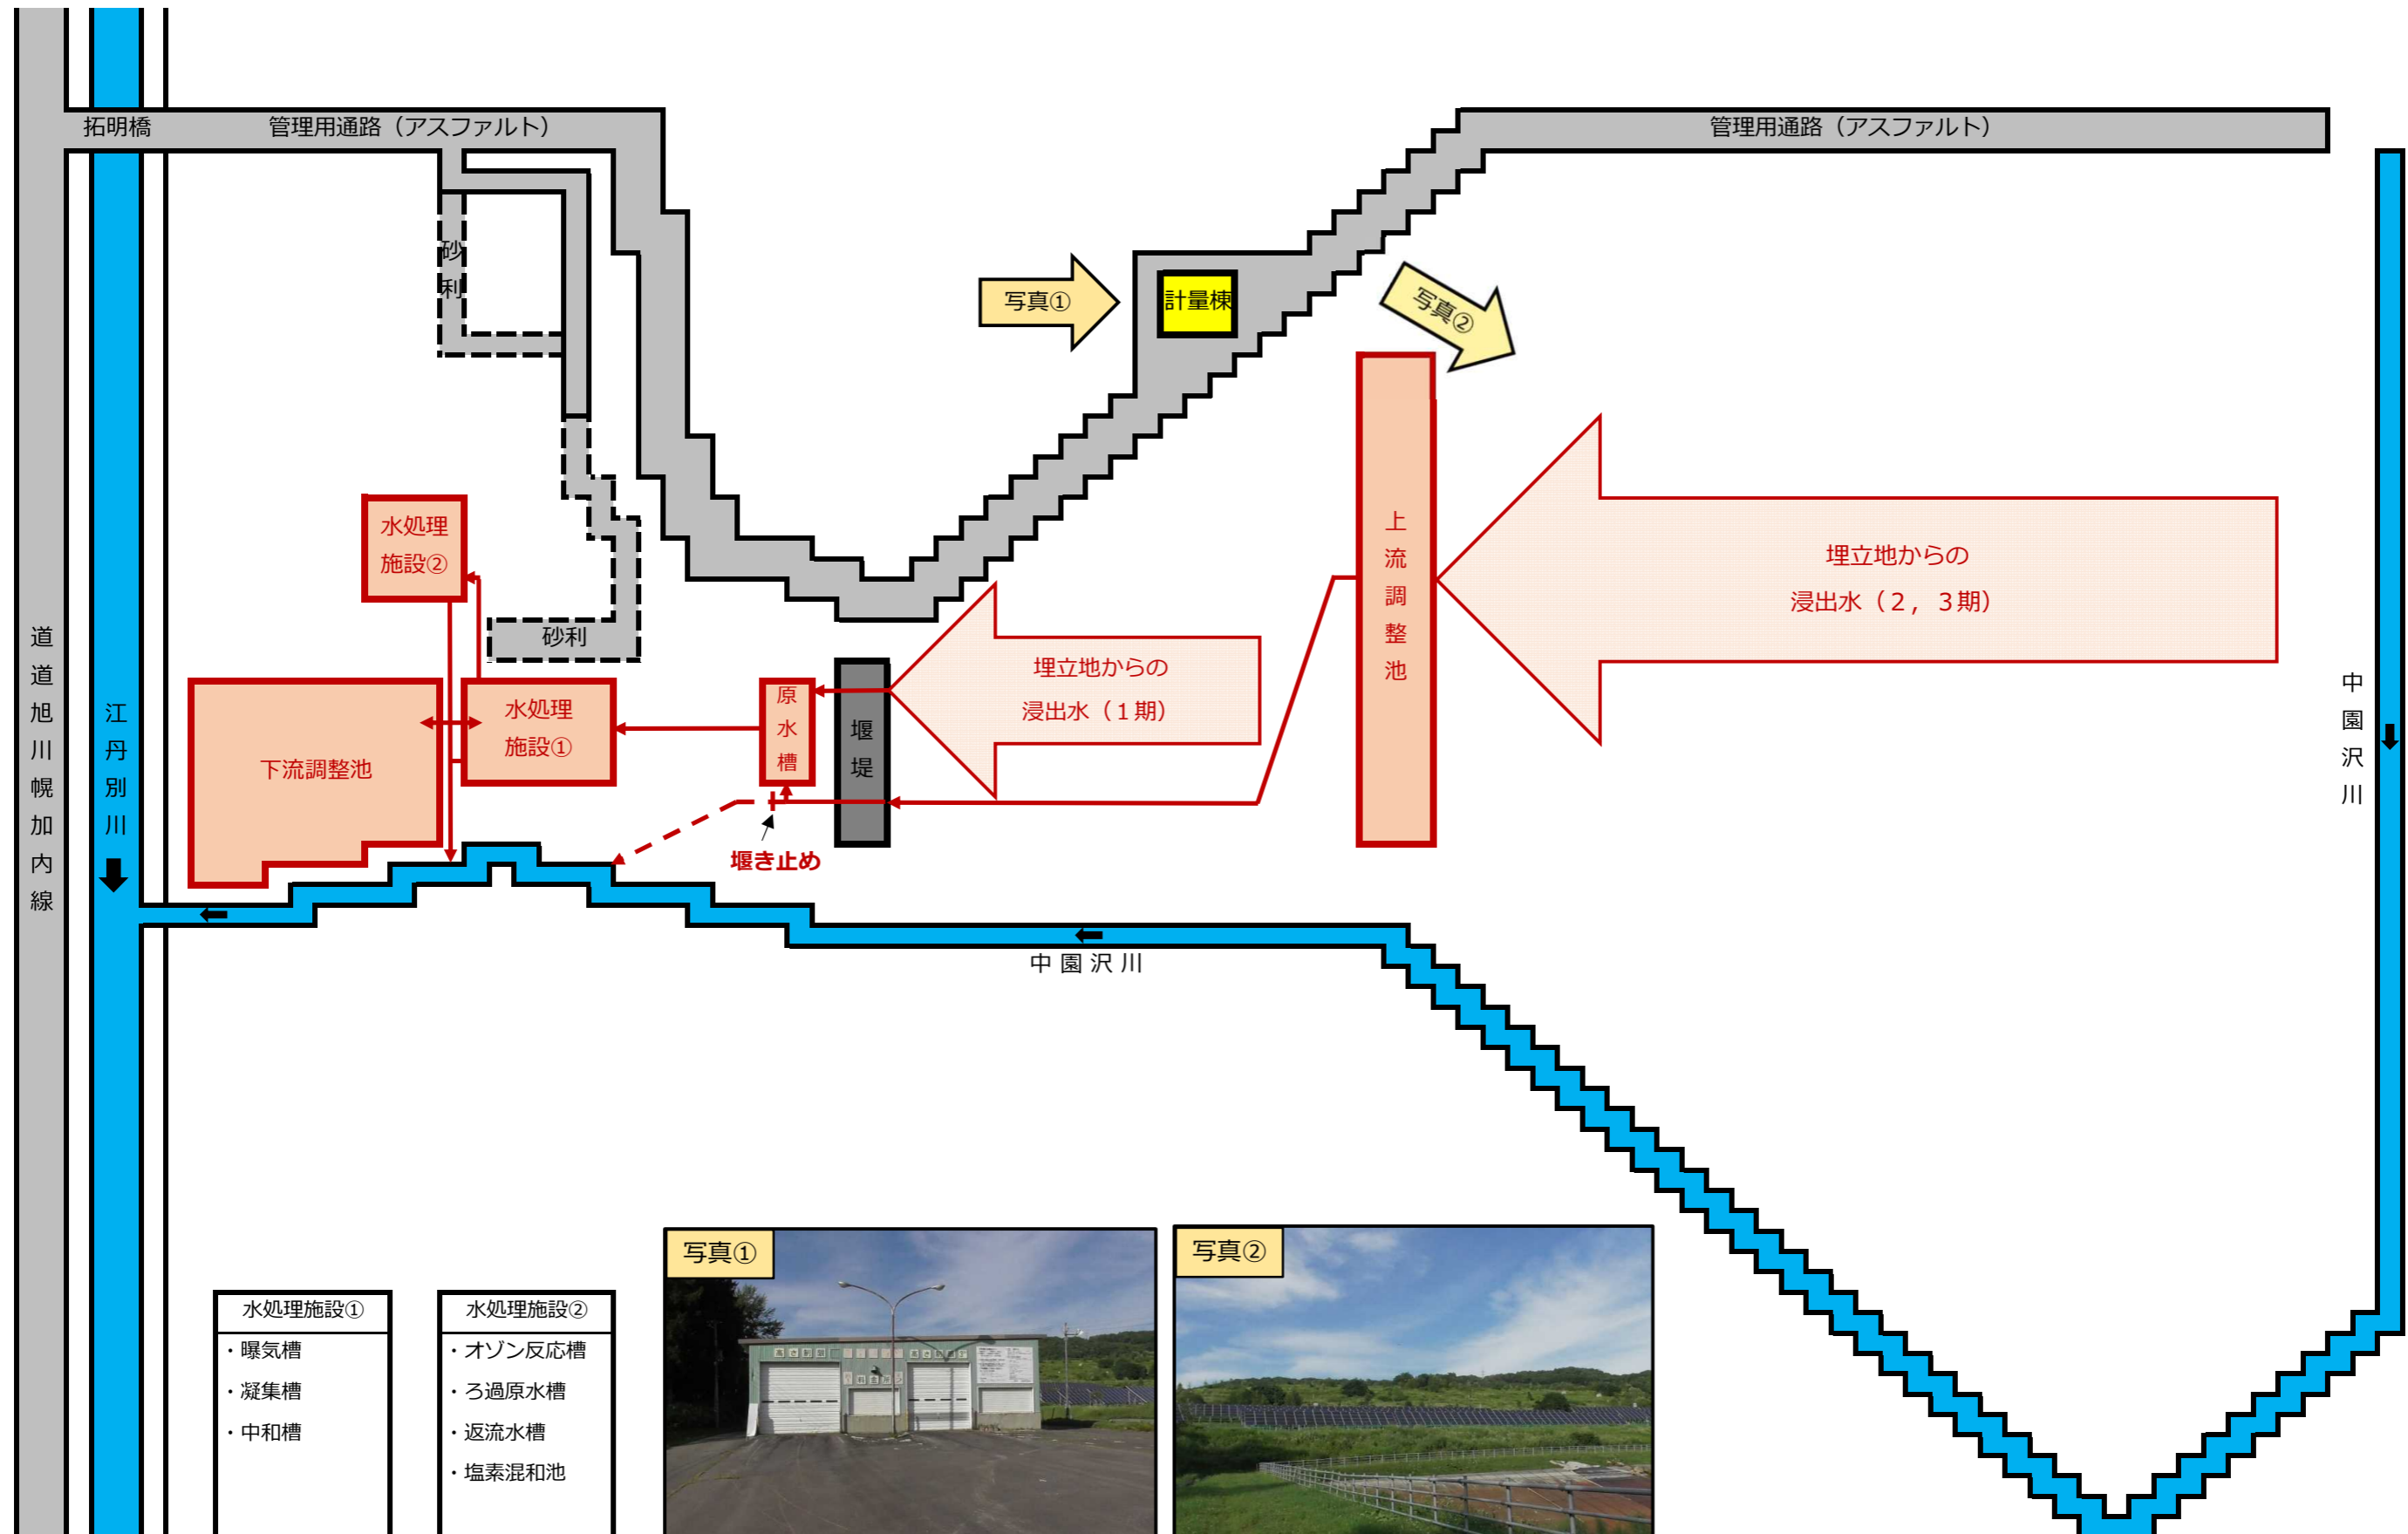 拓明橋
管理用通路（アスファルト）
管理用通路（アスファルト）
砂利
写真①
計量棟
写真②
水処理
施設②
上流調整池
埋立地からの
浸出水（２，３期）
砂利
道道旭川幌加内線
江丹別川
下流調整池
水処理
施設①
原水槽
堰堤
埋立地からの
浸出水（１期）
中園沢川
堰き止め
中園沢川
水処理施設①
・曝気槽
・凝集槽
・中和槽
水処理施設②
・オゾン反応槽
・ろ過原水槽
・返流水槽
・塩素混和池
写真①
写真②